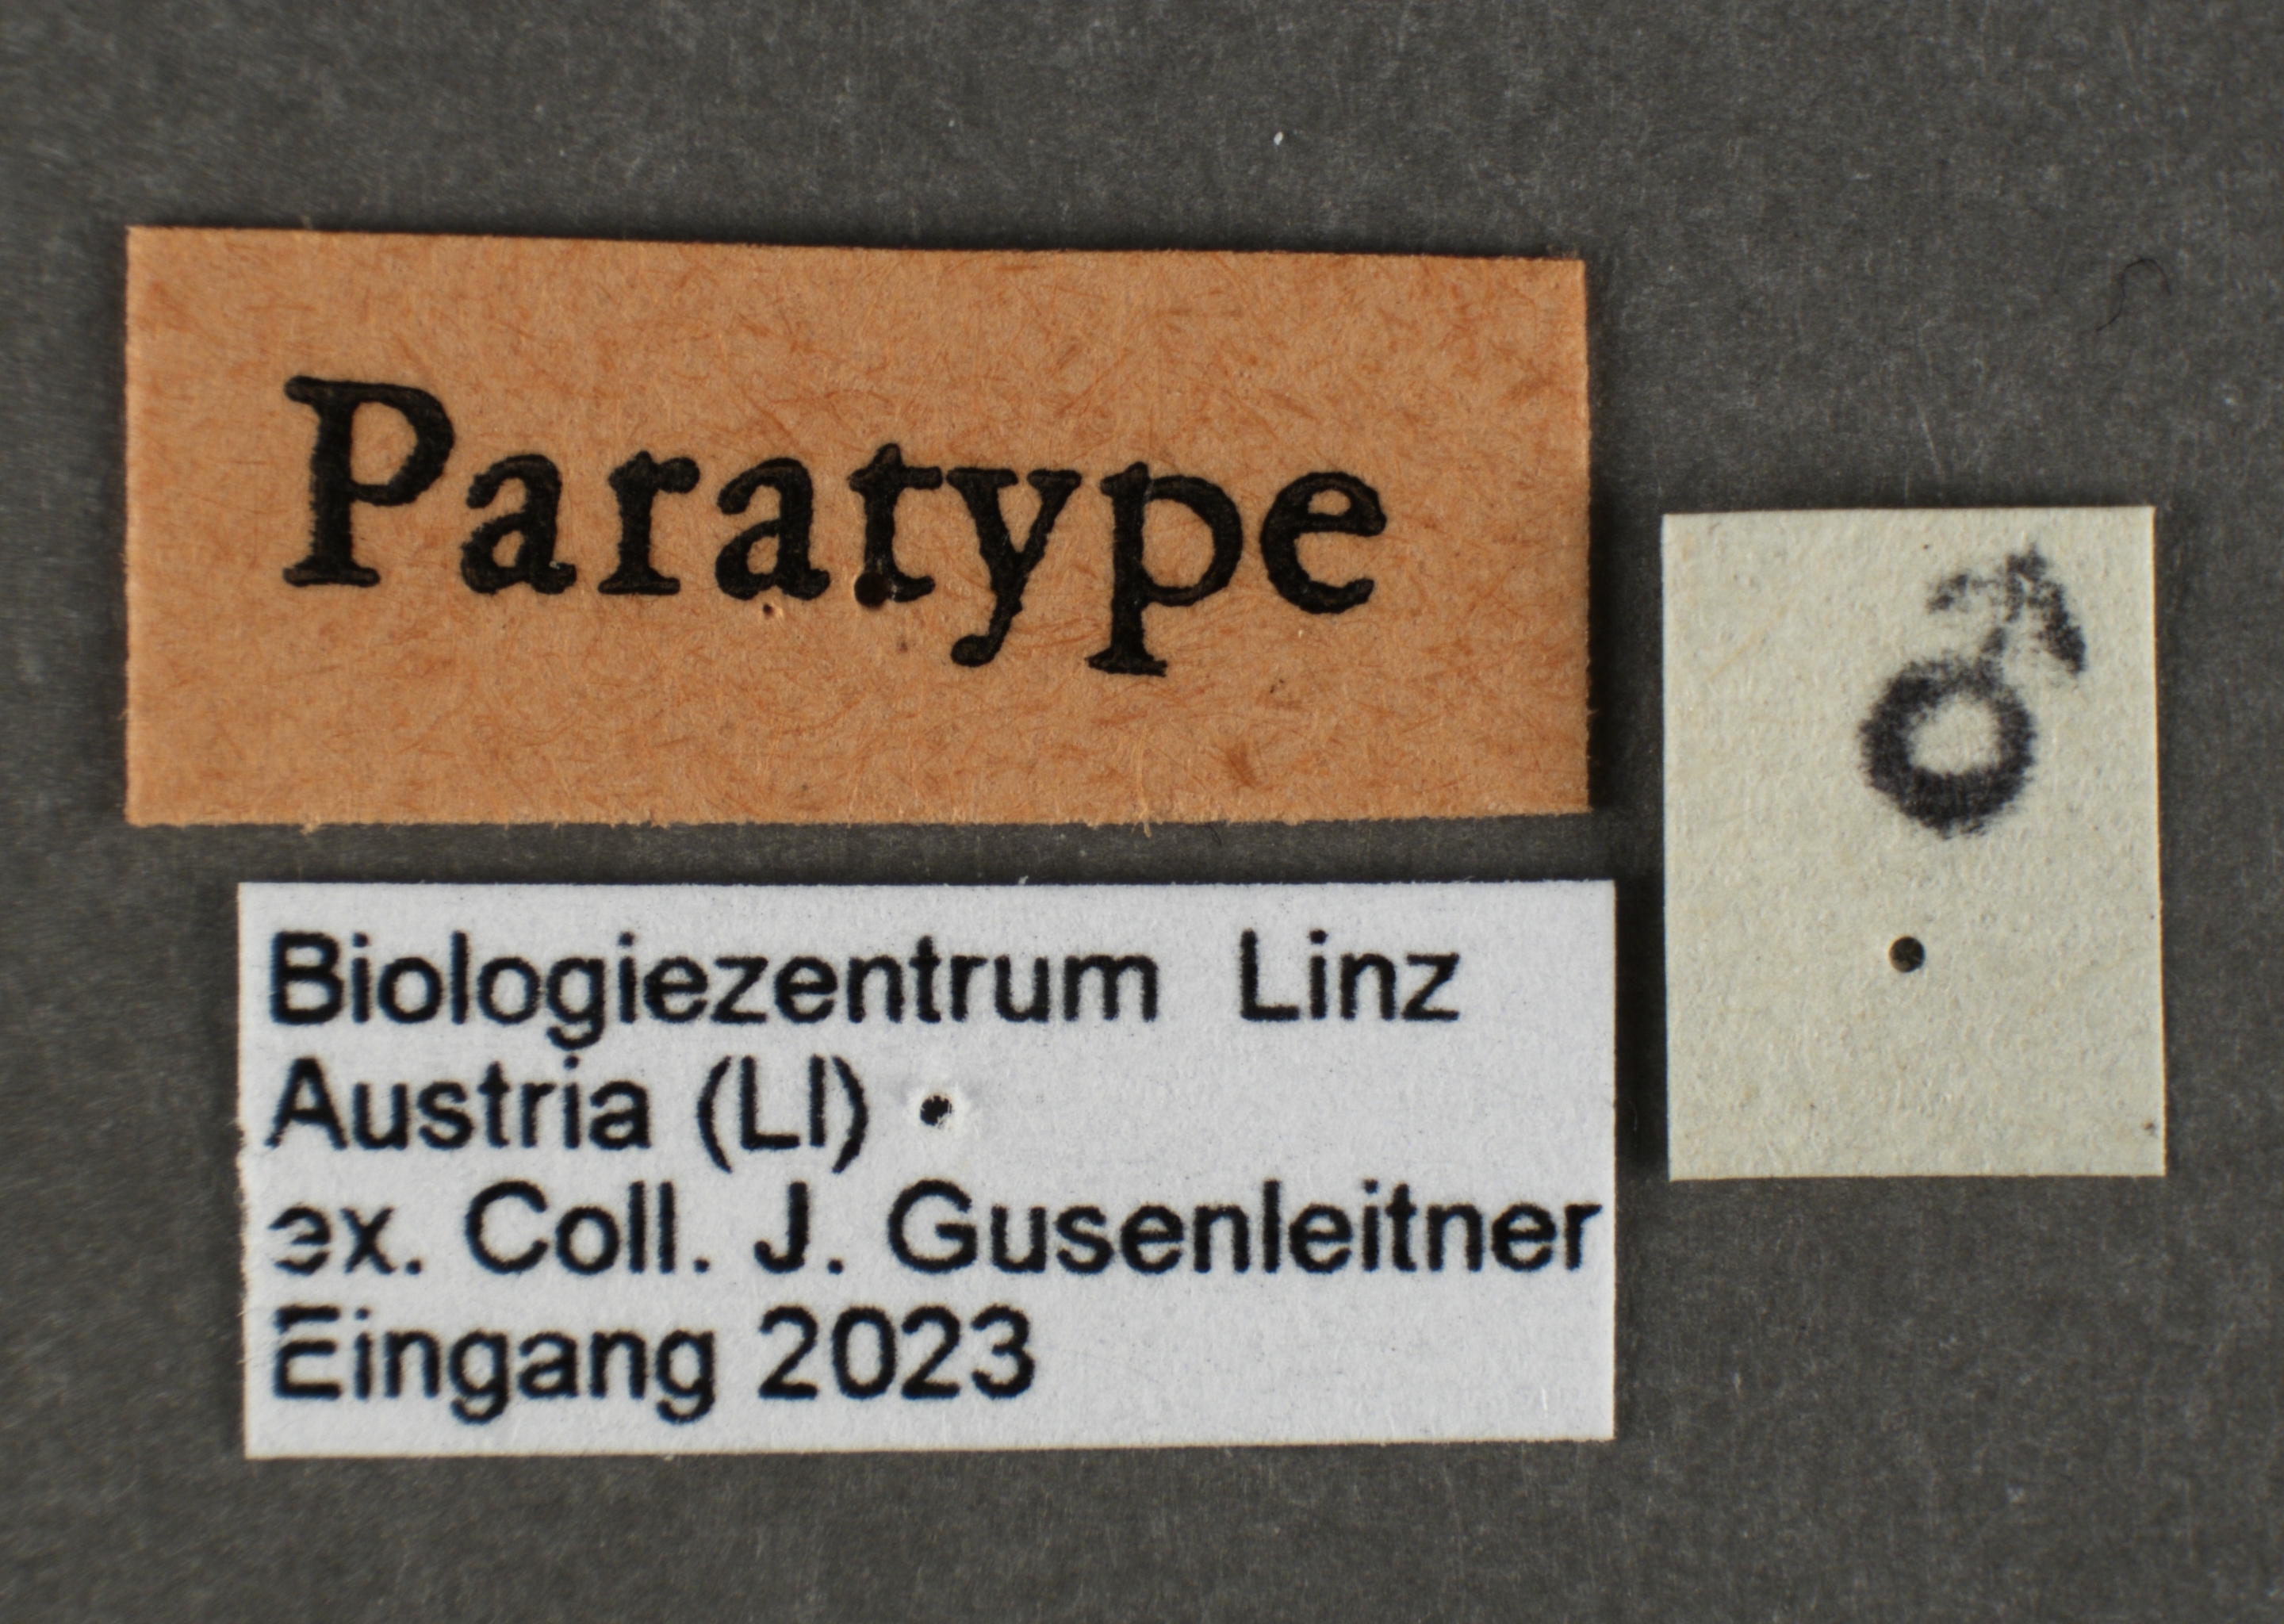 Paratype
♂
Biologiezentrum Linz
Austria (LI)
ex. Coll. J. Gusenleitner
Eingang 2023